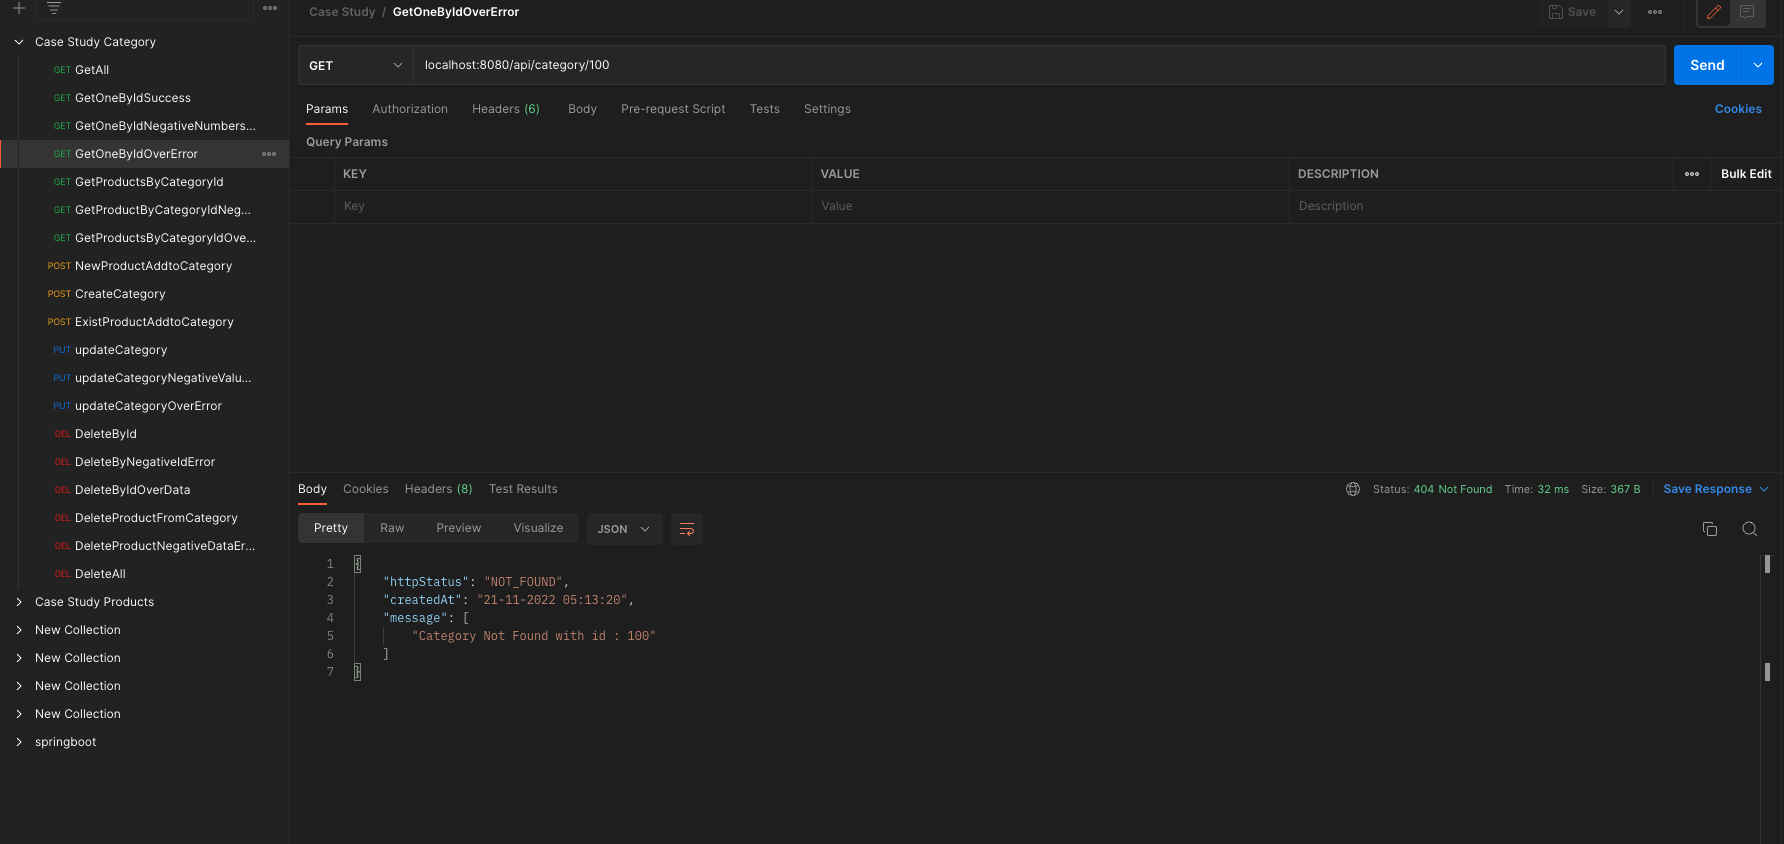 Case Study Category
GET GetAll
GET GetOneByIdSuccess
GET GetOneByIdNegativeNumbers...
GET GetOneByIdOverError
GET GetProductsByCategoryId
GET GetProductByCategoryIdNeg...
GET GetProductsByCategoryIdOve...
POST NewProductAddtoCategory
POST CreateCategory
POST ExistProductAddtoCategory
PUT updateCategory
PUT updateCategoryNegativeValu...
PUT updateCategoryOverError
DEL DeleteById
DEL DeleteByNegativeIdError
DEL DeleteByIdOverData
DEL DeleteProductFromCategory
DEL DeleteProductNegativeDataEr...
DEL DeleteAll
Case Study Products
New Collection
New Collection
New Collection
New Collection
springboot
Case Study / GetOneByIdOverError
Save
GET localhost:8080/api/category/100
Send
Params Authorization Headers (6) Body Pre-request Script Tests Settings Cookies
Query Params
KEY VALUE DESCRIPTION Bulk Edit
Key Value Description
Body Cookies Headers (8) Test Results Status: 404 Not Found Time: 32 ms Size: 367 B Save Response
Pretty Raw Preview Visualize JSON
1 {
2 "httpStatus": "NOT_FOUND",
3 "createdAt": "21-11-2022 05:13:20",
4 "message": [
5 "Category Not Found with id : 100"
6 ]
7 }